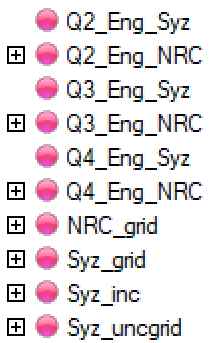 Q2_Eng_Syz
Q2_Eng_NRC
Q3_Eng_Syz
Q3_Eng_NRC
Q4_Eng_Syz
Q4_Eng_NRC
NRC_grid
Syz_grid
Syz_inc
Syz_uncgrid